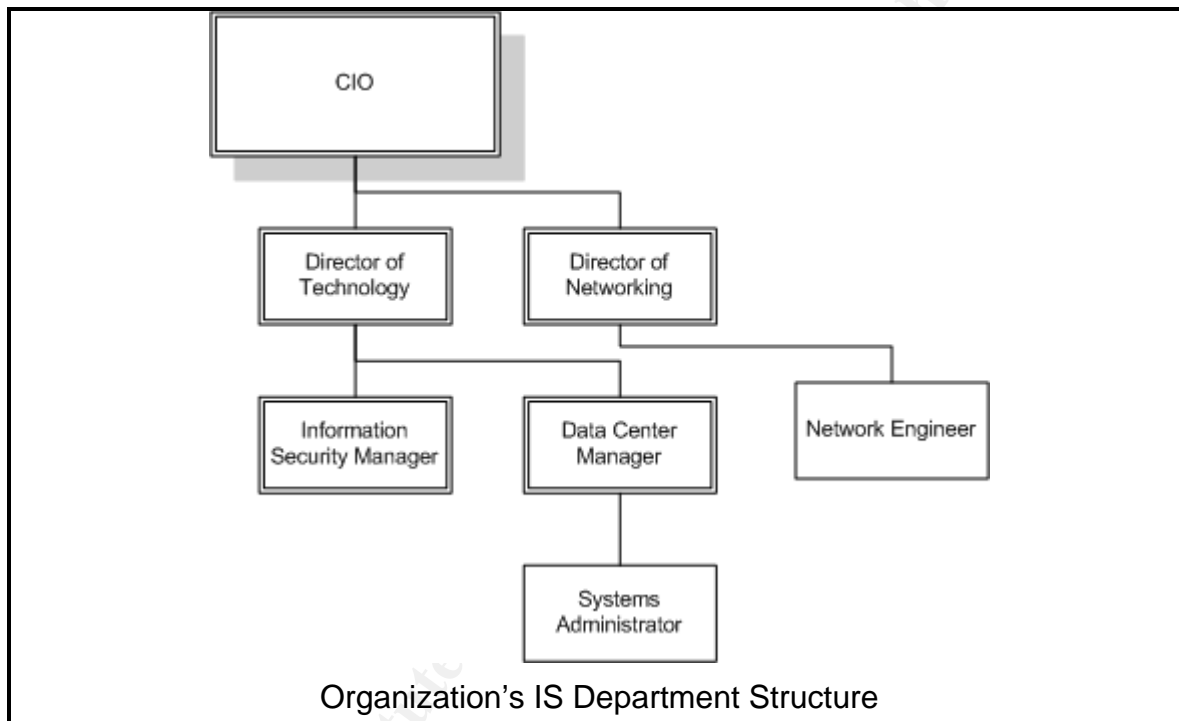 CIO
Director of
Technology
Director of
Networking
Information
Security Manager
Data Center
Manager
Network Engineer
Systems
Administrator
Organization's IS Department Structure